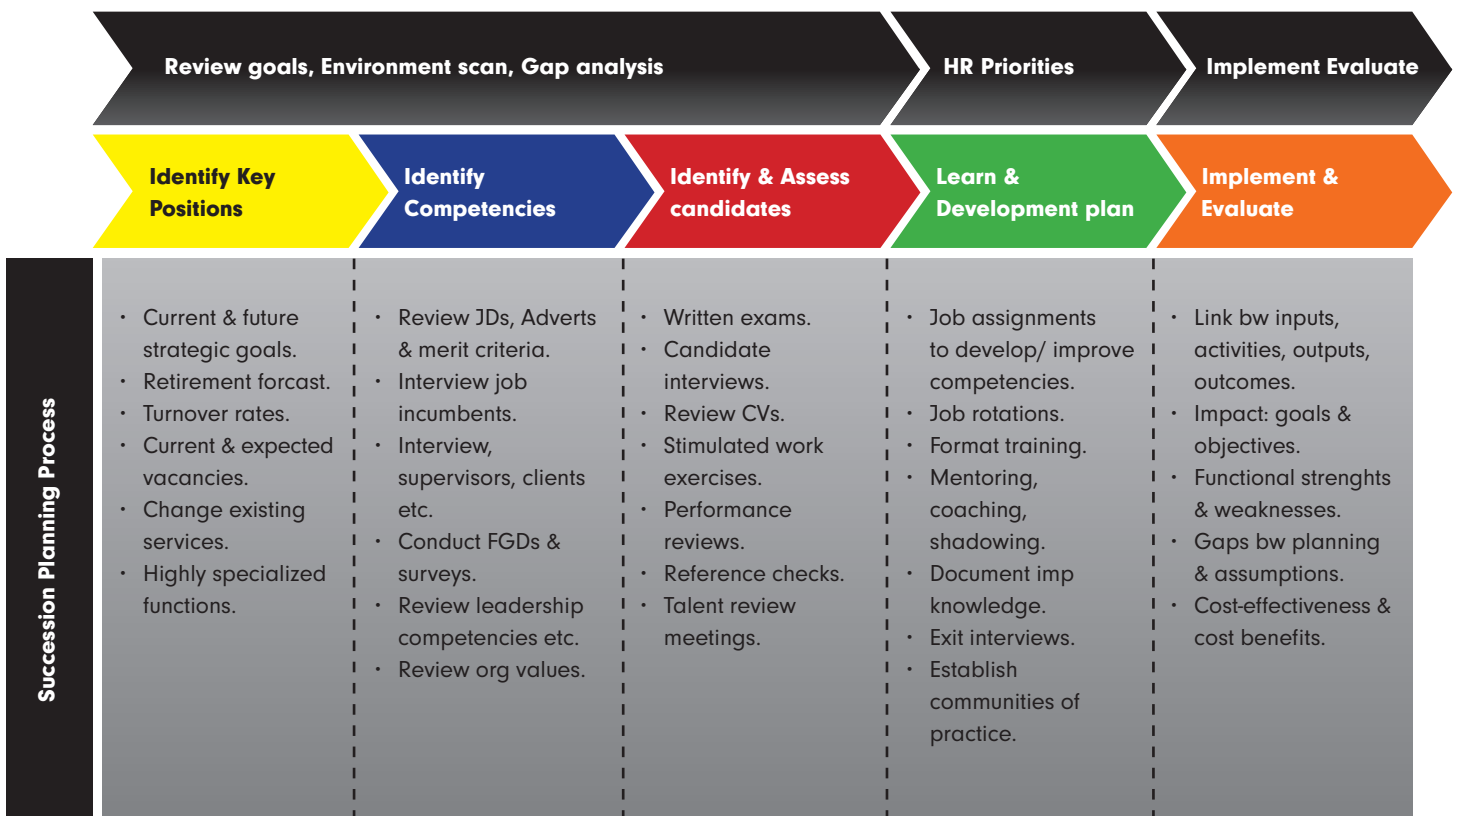 Review goals, Environment scan, Gap analysis
HR Priorities
Implement Evaluate
Identify Key
Positions
Identify
Competencies
Identify & Assess
candidates
Learn &
Development plan
Implement &
Evaluate
Succession Planning Process
· Current & future
strategic goals.
· Retirement forcast.
· Turnover rates.
· Current & expected
vacancies.
· Change existing
services.
· Highly specialized
functions.
· Review JDs, Adverts
& merit criteria.
· Interview job
incumbents.
· Interview,
supervisors, clients
etc.
· Conduct FGDs &
surveys.
· Review leadership
competencies etc.
· Review org values.
· Written exams.
· Candidate
interviews.
· Review CVs.
· Stimulated work
exercises.
· Performance
reviews.
· Reference checks.
· Talent review
meetings.
· Job assignments
to develop/ improve
competencies.
· Job rotations.
· Format training.
· Mentoring,
coaching,
shadowing.
· Document imp
knowledge.
· Exit interviews.
· Establish
communities of
practice.
· Link bw inputs,
activities, outputs,
outcomes.
· Impact: goals &
objectives.
· Functional strenghts
& weaknesses.
· Gaps bw planning
& assumptions.
· Cost-effectiveness &
cost benefits.